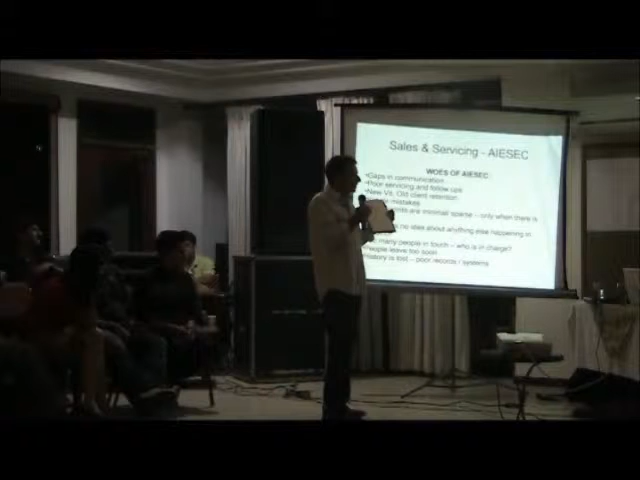 Sales & Servicing - AIESEC
WOES OF AIESEC:
•Gaps in communication
•Poor servicing and follow ups
•New Vs. Old client retention
mistakes
are minimal/ sparse – only when there is
no idea about anything else happening in
many people in touch – who is in charge?
People leave too soon
History is lost – poor records / systems